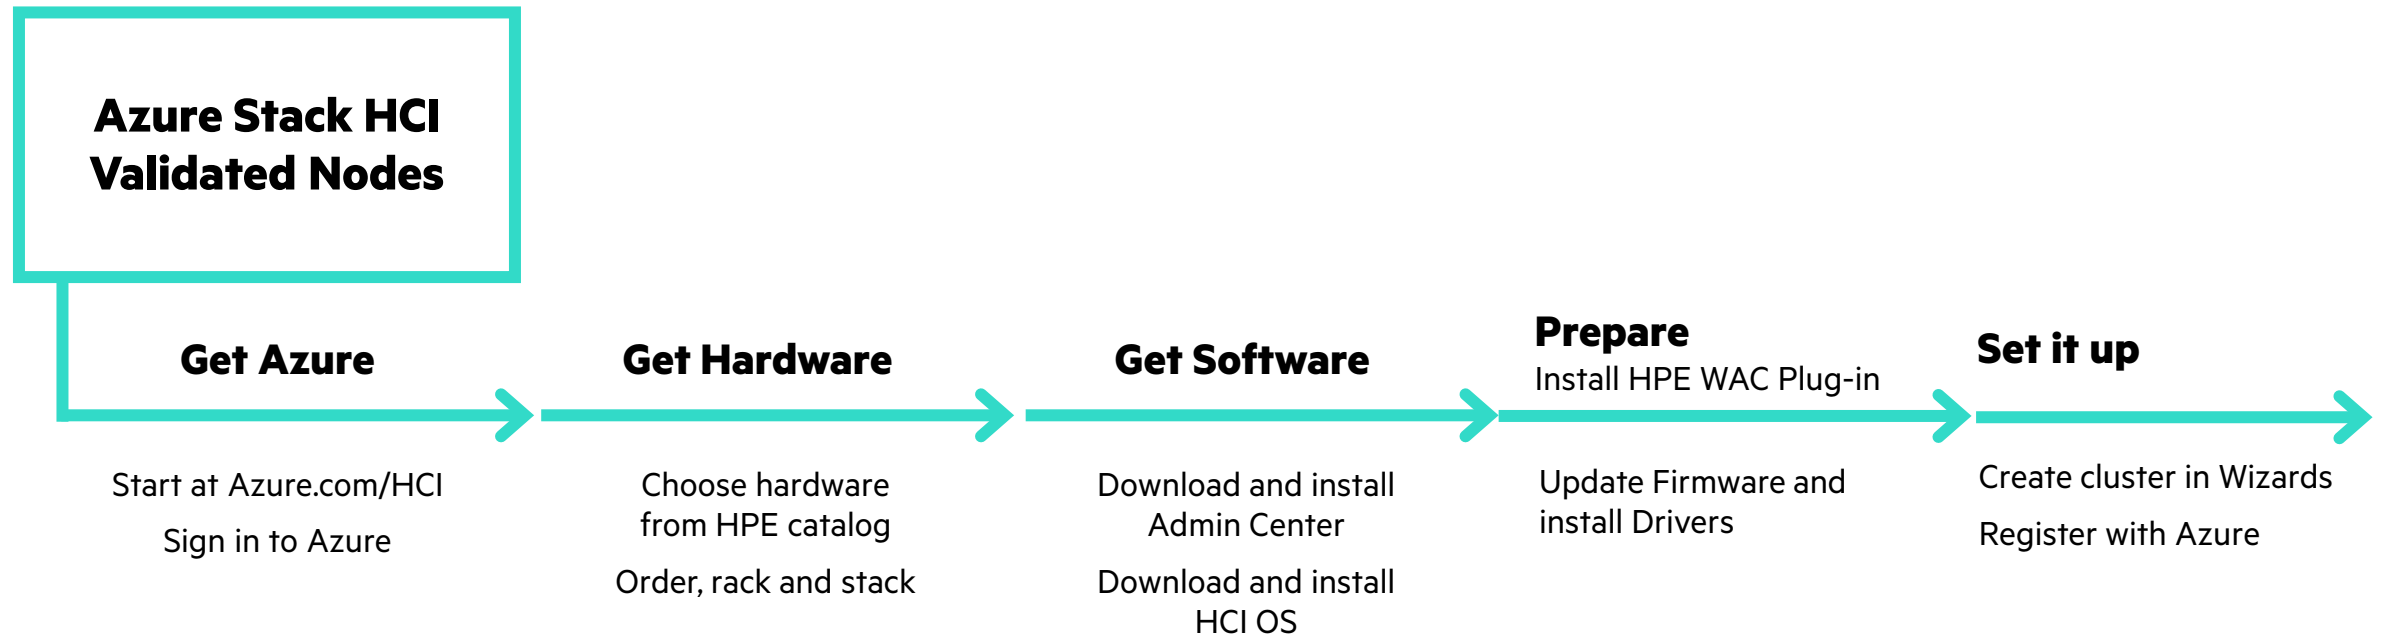 Azure Stack HCI
Validated Nodes
Get Azure
Start at Azure.com/HCI
Sign in to Azure
Get Hardware
Choose hardware
from HPE catalog
Order, rack and stack
Get Software
Download and install
Admin Center
Download and install
HCI OS
Prepare
Install HPE WAC Plug-in
Update Firmware and
install Drivers
Set it up
Create cluster in Wizards
Register with Azure